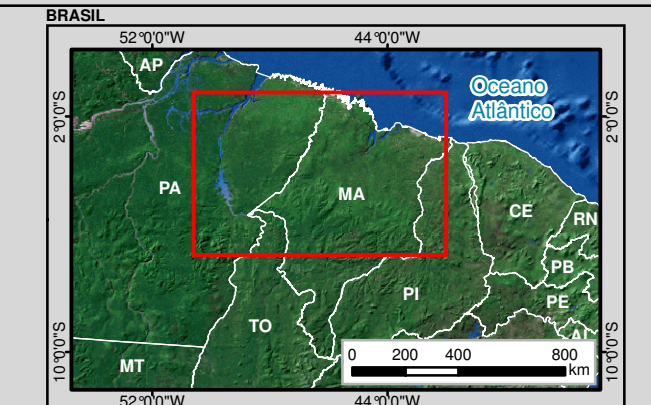 BRASIL
52°0'0"W 44°0'0"W
AP
Oceano
Atlântico
2°0'0"S 2°0'0"S
PA MA CE RN
PB
PI PE
TO AL
10°0'0"S 10°0'0"S
MT
0 200 400 800
km
52°0'0"W 44°0'0"W